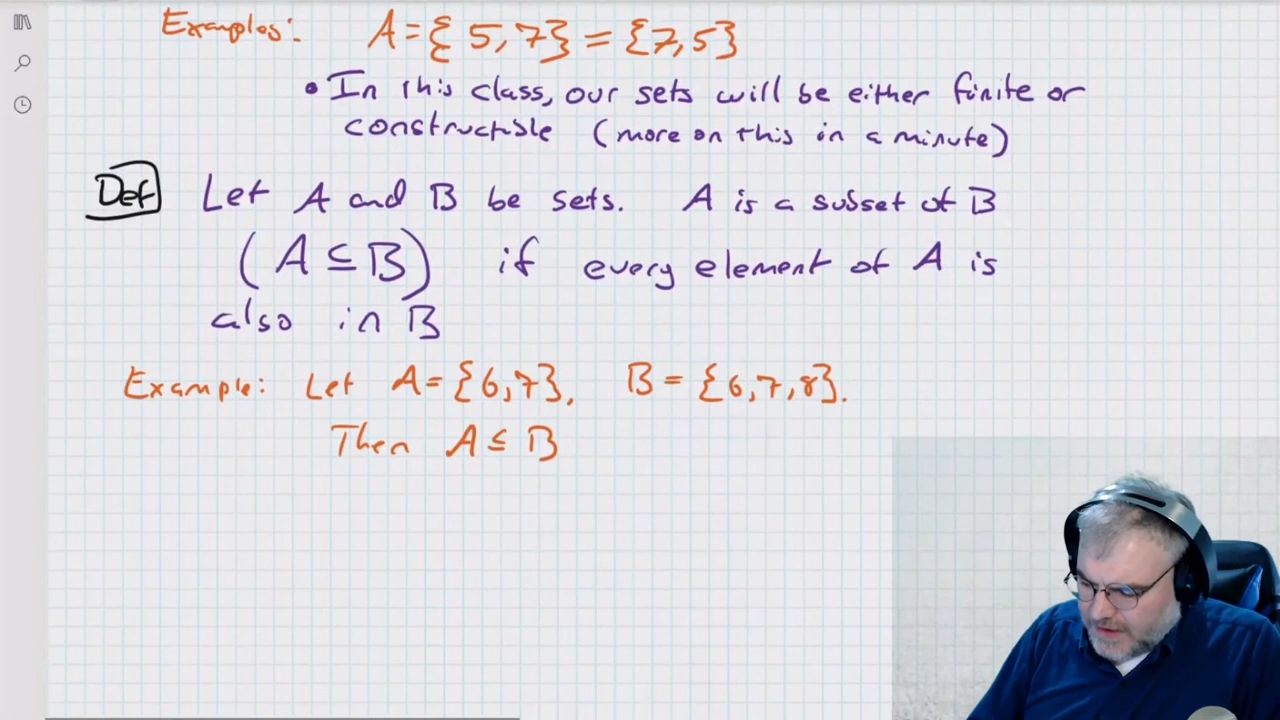 Examples: A = { 5, 7 } = { 7, 5 }
• In this class, our sets will be either finite or
constructible (more on this in a minute)
Def Let A and B be sets. A is a subset of B
( A ⊆ B ) if every element of A is
also in B
Example: Let A = { 6, 7 }, B = { 6, 7, 8 }.
Then A ⊆ B